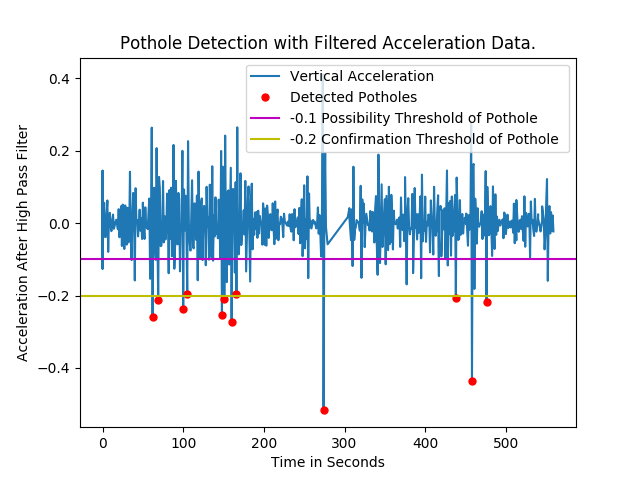 Pothole Detection with Filtered Acceleration Data.
Vertical Acceleration
Detected Potholes
-0.1 Possibility Threshold of Pothole
-0.2 Confirmation Threshold of Pothole
Acceleration After High Pass Filter
0.4
0.2
0.0
−0.2
−0.4
0 100 200 300 400 500
Time in Seconds